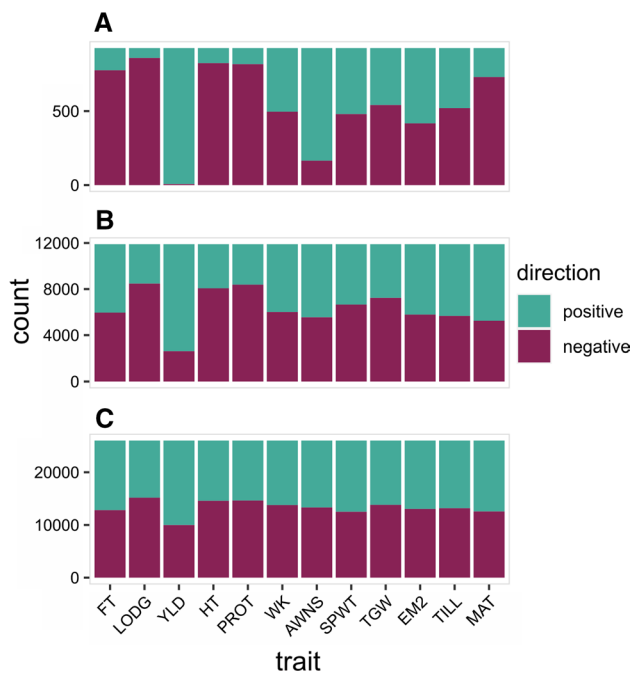 A
500
0
B
12000
8000
4000
0
count
direction
positive
negative
C
20000
10000
0
FT LODG YLD HT PROT WK AWNS SPWT TGW EM2 TILL MAT
trait